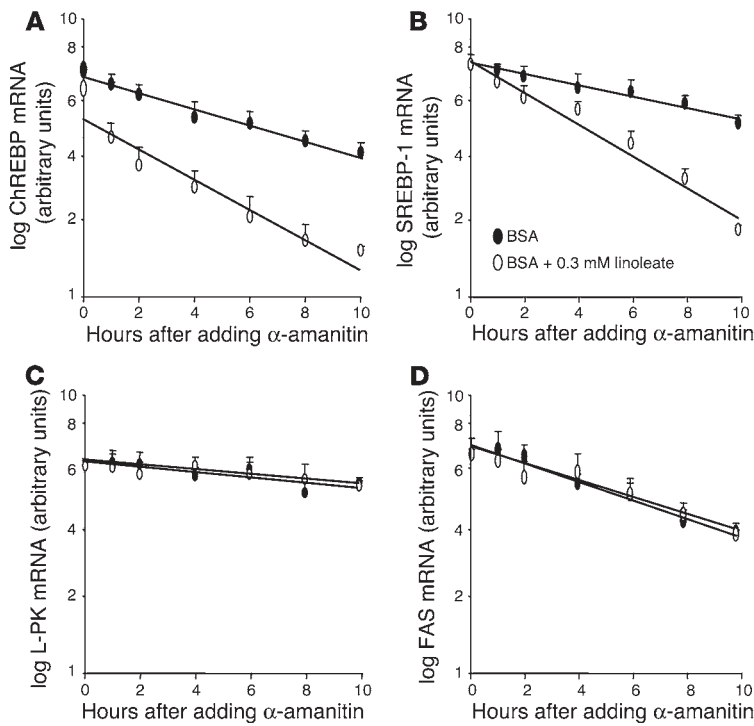 A
10
8
6
4
2
1
log ChREBP mRNA
(arbitrary units)
0 2 4 6 8 10
Hours after adding α-amanitin
B
10
8
6
4
2
1
log SREBP-1 mRNA
(arbitrary units)
BSA
BSA + 0.3 mM linoleate
0 2 4 6 8 10
Hours after adding α-amanitin
C
10
8
6
4
2
1
log L-PK mRNA (arbitrary units)
0 2 4 6 8 10
Hours after adding α-amanitin
D
10
8
6
4
2
1
log FAS mRNA (arbitrary units)
0 2 4 6 8 10
Hours after adding α-amanitin